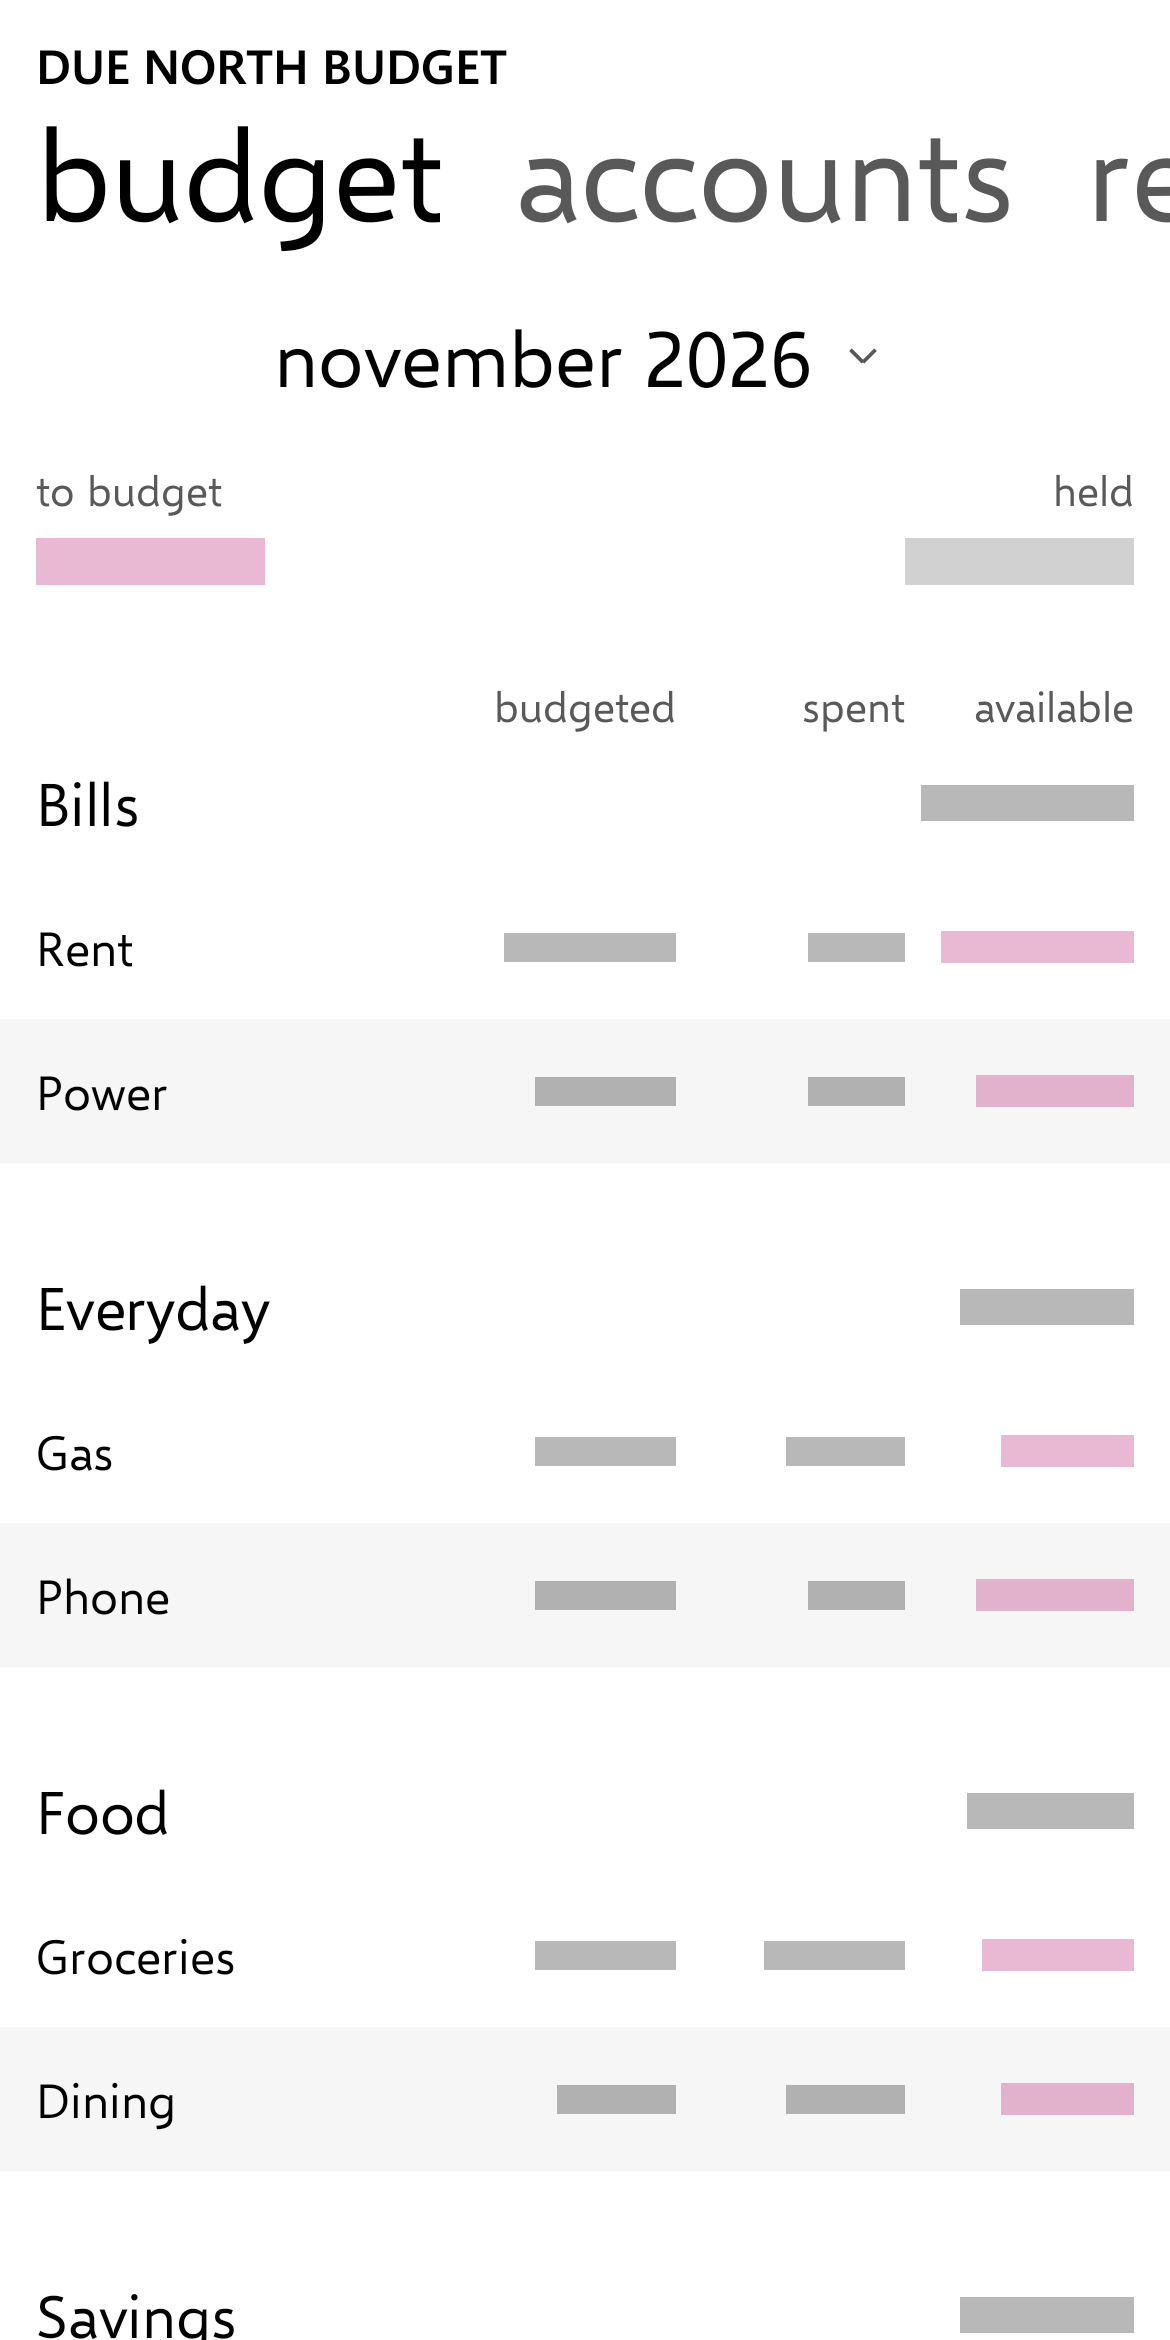 DUE NORTH BUDGET
budget accounts re
november 2026
to budget held
budgeted spent available
Bills
Rent
Power
Everyday
Gas
Phone
Food
Groceries
Dining
Savings